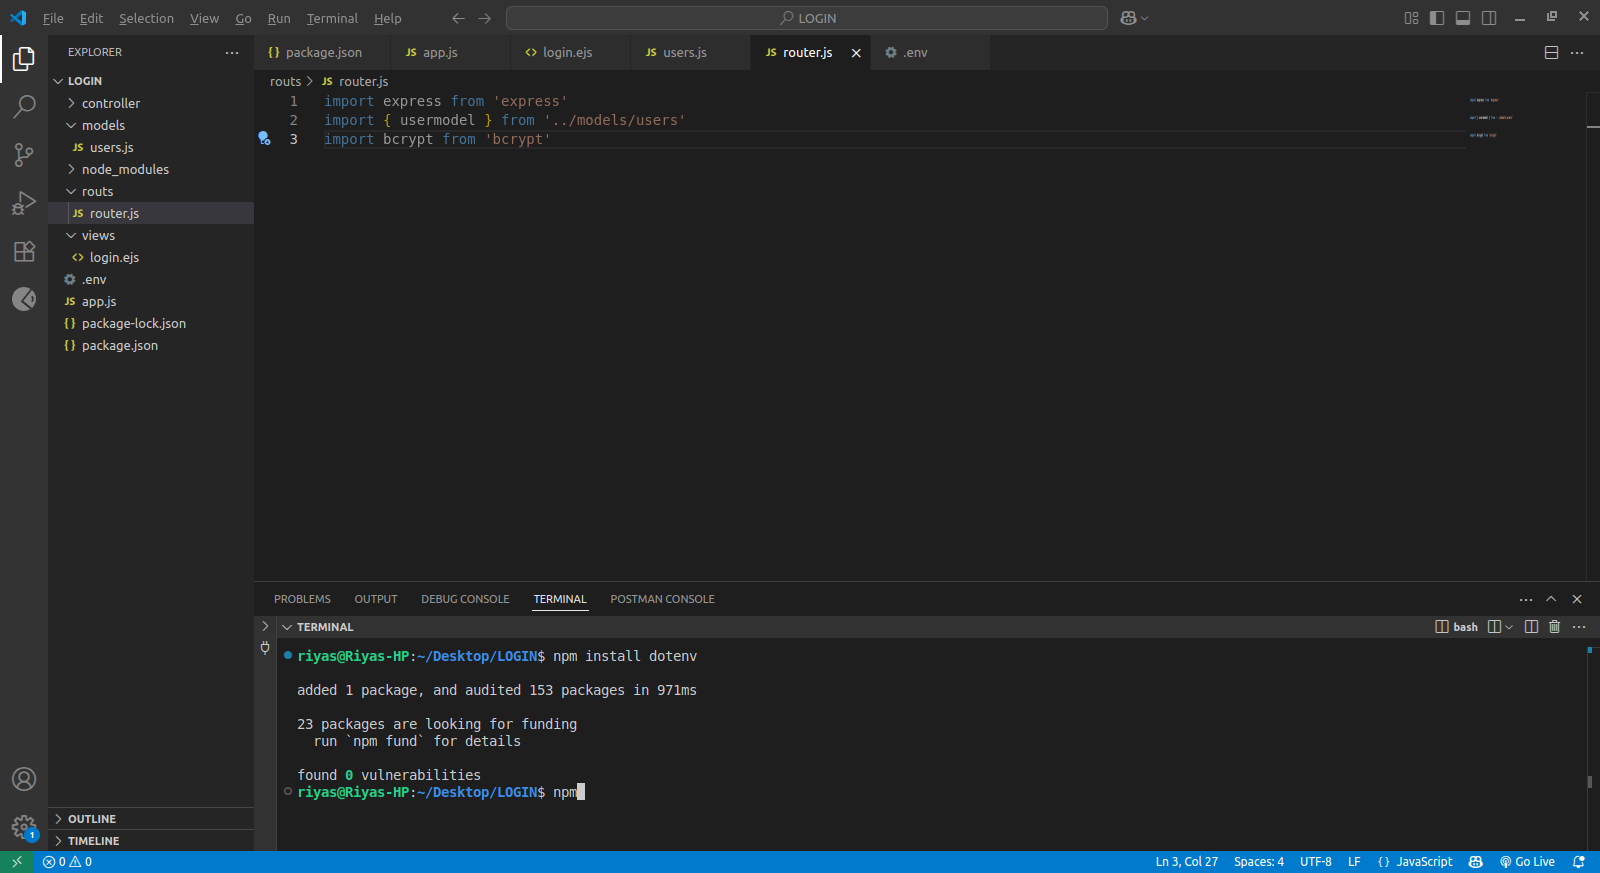 File Edit Selection View Go Run Terminal Help LOGIN
EXPLORER
LOGIN
controller
models
JS users.js
node_modules
routs
JS router.js
views
<> login.ejs
.env
JS app.js
{} package-lock.json
{} package.json
OUTLINE
TIMELINE
{} package.json JS app.js <> login.ejs JS users.js JS router.js .env
routs > JS router.js
1 import express from 'express'
2 import { usermodel } from '../models/users'
3 import bcrypt from 'bcrypt'
PROBLEMS OUTPUT DEBUG CONSOLE TERMINAL POSTMAN CONSOLE
TERMINAL bash
riyas@Riyas-HP:~/Desktop/LOGIN$ npm install dotenv
added 1 package, and audited 153 packages in 971ms
23 packages are looking for funding
run `npm fund` for details
found 0 vulnerabilities
riyas@Riyas-HP:~/Desktop/LOGIN$ npm
1
0 0 Ln 3, Col 27 Spaces: 4 UTF-8 LF {} JavaScript Go Live